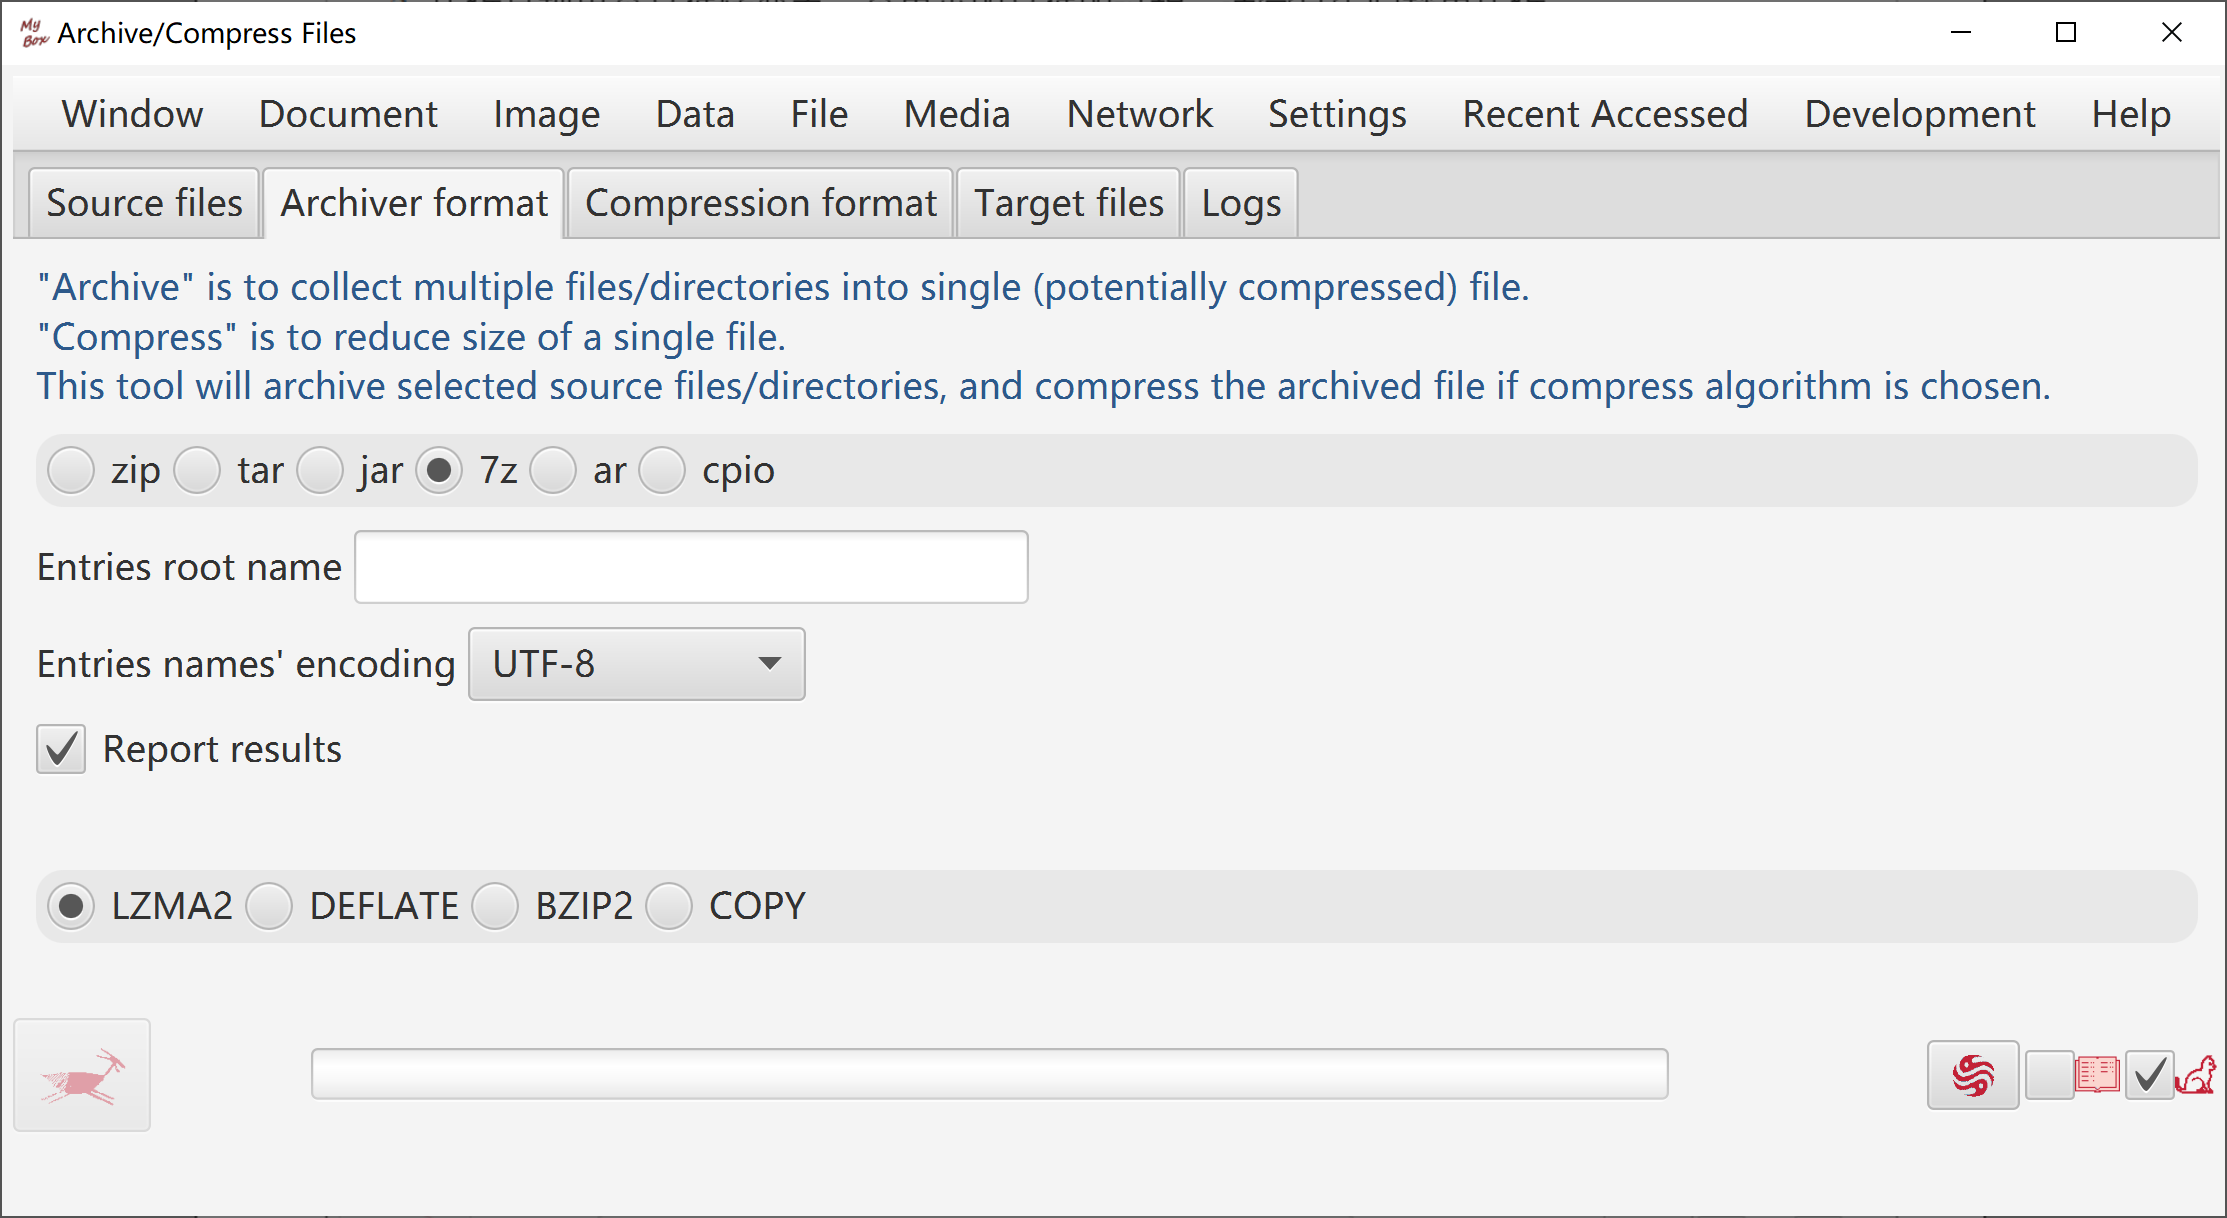 My
Box
Archive/Compress Files
Window Document Image Data File Media Network Settings Recent Accessed Development Help
Source files Archiver format Compression format Target files Logs
"Archive" is to collect multiple files/directories into single (potentially compressed) file.
"Compress" is to reduce size of a single file.
This tool will archive selected source files/directories, and compress the archived file if compress algorithm is chosen.
zip tar jar 7z ar cpio
Entries root name
Entries names' encoding UTF-8
Report results
LZMA2 DEFLATE BZIP2 COPY